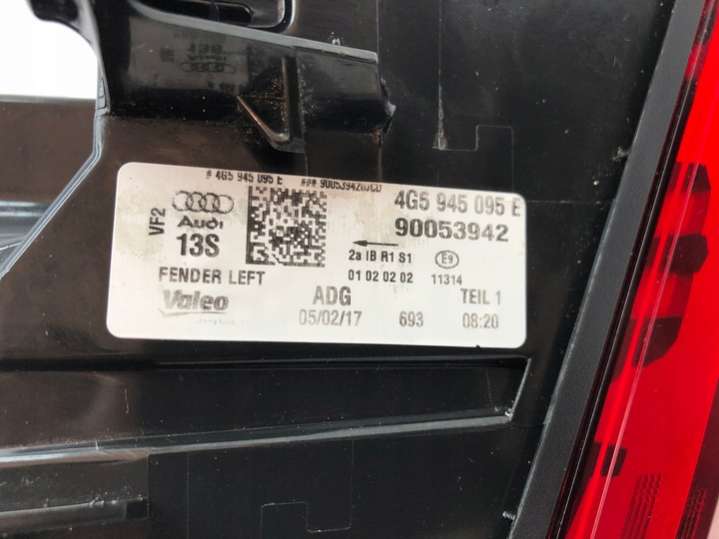 # 4G5 945 095 E
VF2
Audi
13S
FENDER LEFT
Valeo
4G5 945 095 E
90053942
2a IB R1 S1
E9
01 02 02 02
11314
ADG
TEIL 1
05/02/17
693
08:20